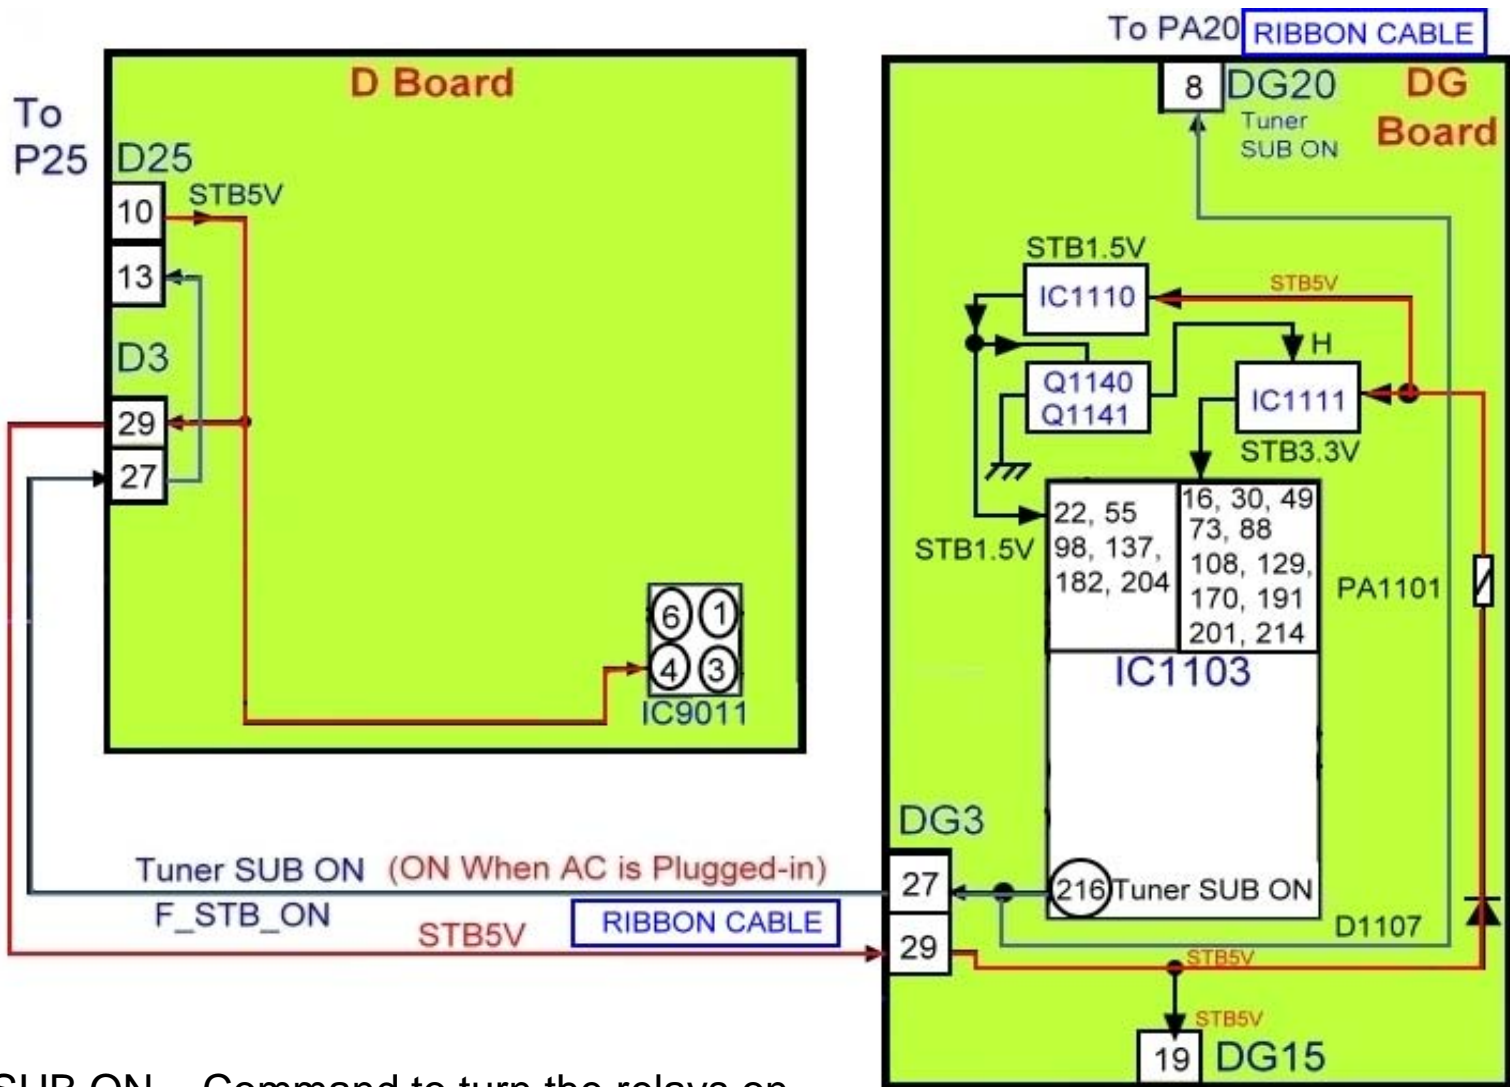 To PA20 RIBBON CABLE
D Board
To
P25
D25
10
STB5V
13
D3
29
27
6 1
4 3
IC9011
8 DG20
Tuner
SUB ON
DG
Board
STB1.5V
IC1110
STB5V
H
Q1140
Q1141
IC1111
STB3.3V
STB1.5V
22, 55
98, 137,
182, 204
16, 30, 49
73, 88
108, 129,
170, 191
201, 214
PA1101
IC1103
DG3
27
216 Tuner SUB ON
29
D1107
STB5V
STB5V
19 DG15
Tuner SUB ON (ON When AC is Plugged-in)
F_STB_ON
RIBBON CABLE
STB5V
SUB ON – Command to turn the relays on